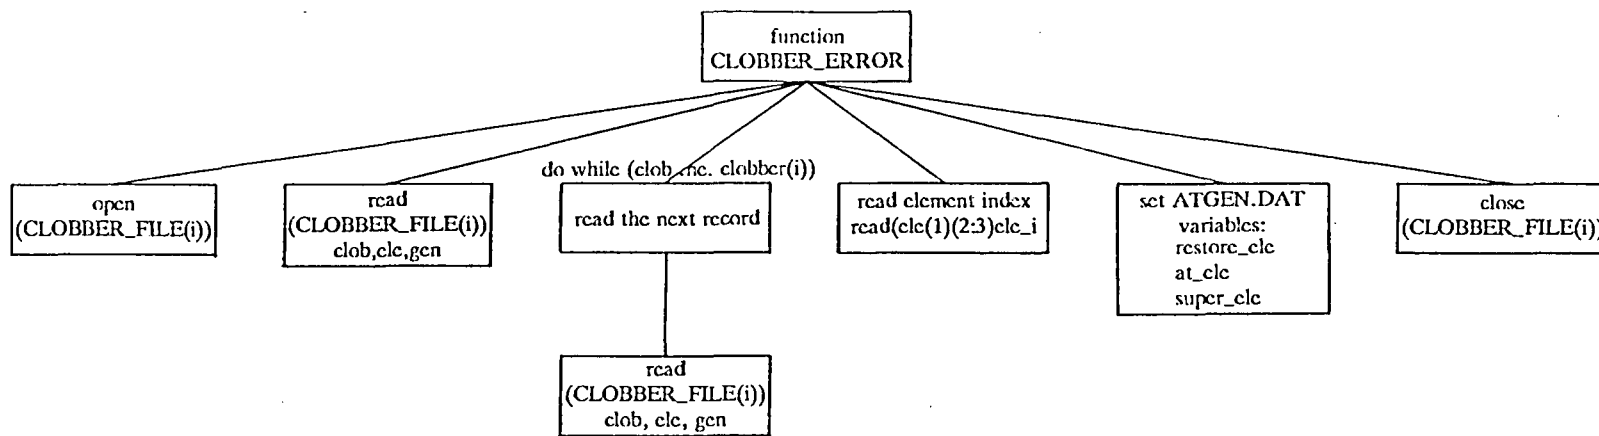 function
CLOBBER_ERROR
do while (clob .ne. clobber(i))
open
(CLOBBER_FILE(i))
read
(CLOBBER_FILE(i))
clob,ele,gen
read the next record
read element index
read(ele(1)(2:3)ele_i
set ATGEN.DAT
variables:
restore_ele
at_ele
super_ele
close
(CLOBBER_FILE(i))
read
(CLOBBER_FILE(i))
clob, ele, gen